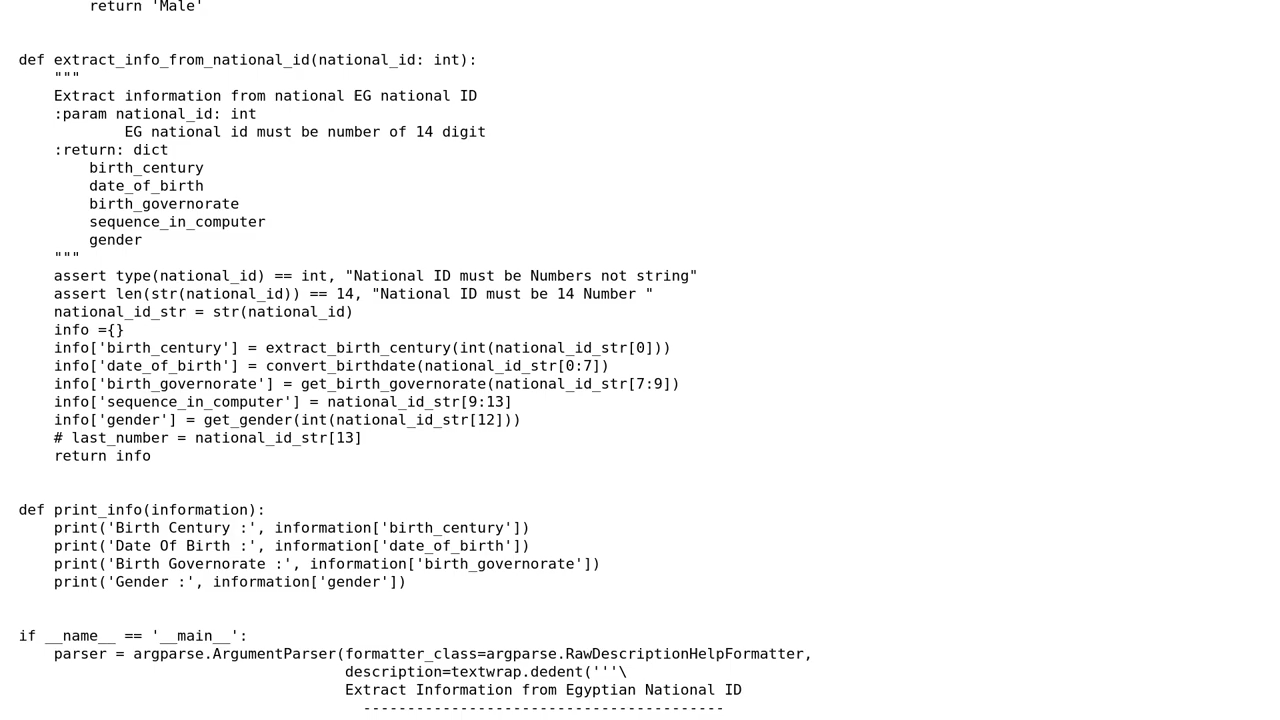 return 'Male'


def extract_info_from_national_id(national_id: int):
    """
    Extract information from national EG national ID
    :param national_id: int
            EG national id must be number of 14 digit
    :return: dict
        birth_century
        date_of_birth
        birth_governorate
        sequence_in_computer
        gender
    """
    assert type(national_id) == int, "National ID must be Numbers not string"
    assert len(str(national_id)) == 14, "National ID must be 14 Number "
    national_id_str = str(national_id)
    info ={}
    info['birth_century'] = extract_birth_century(int(national_id_str[0]))
    info['date_of_birth'] = convert_birthdate(national_id_str[0:7])
    info['birth_governorate'] = get_birth_governorate(national_id_str[7:9])
    info['sequence_in_computer'] = national_id_str[9:13]
    info['gender'] = get_gender(int(national_id_str[12]))
    # last_number = national_id_str[13]
    return info


def print_info(information):
    print('Birth Century :', information['birth_century'])
    print('Date Of Birth :', information['date_of_birth'])
    print('Birth Governorate :', information['birth_governorate'])
    print('Gender :', information['gender'])


if __name__ == '__main__':
    parser = argparse.ArgumentParser(formatter_class=argparse.RawDescriptionHelpFormatter,
                                     description=textwrap.dedent('''\
                                     Extract Information from Egyptian National ID
                                       -----------------------------------------